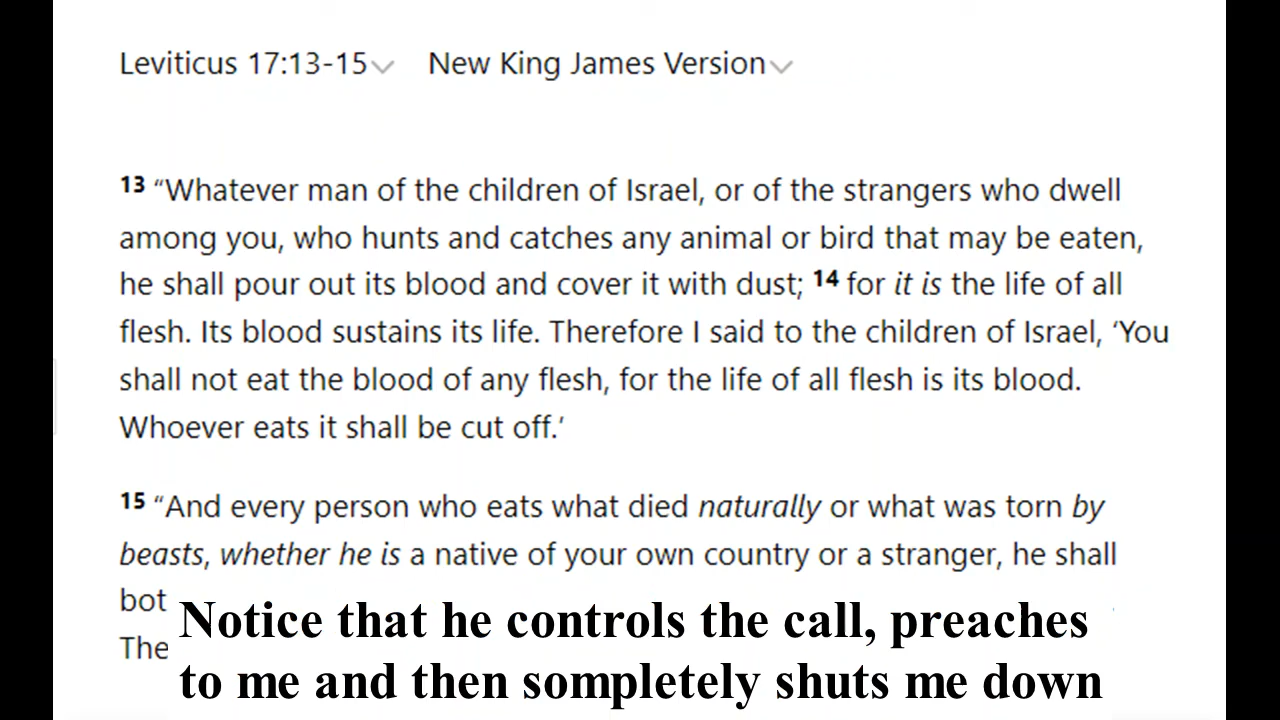 Leviticus 17:13-15 New King James Version
13 “Whatever man of the children of Israel, or of the strangers who dwell
among you, who hunts and catches any animal or bird that may be eaten,
he shall pour out its blood and cover it with dust; 14 for it is the life of all
flesh. Its blood sustains its life. Therefore I said to the children of Israel, ‘You
shall not eat the blood of any flesh, for the life of all flesh is its blood.
Whoever eats it shall be cut off.’
15 “And every person who eats what died naturally or what was torn by
beasts, whether he is a native of your own country or a stranger, he shall
bot
The
Notice that he controls the call, preaches
to me and then sompletely shuts me down